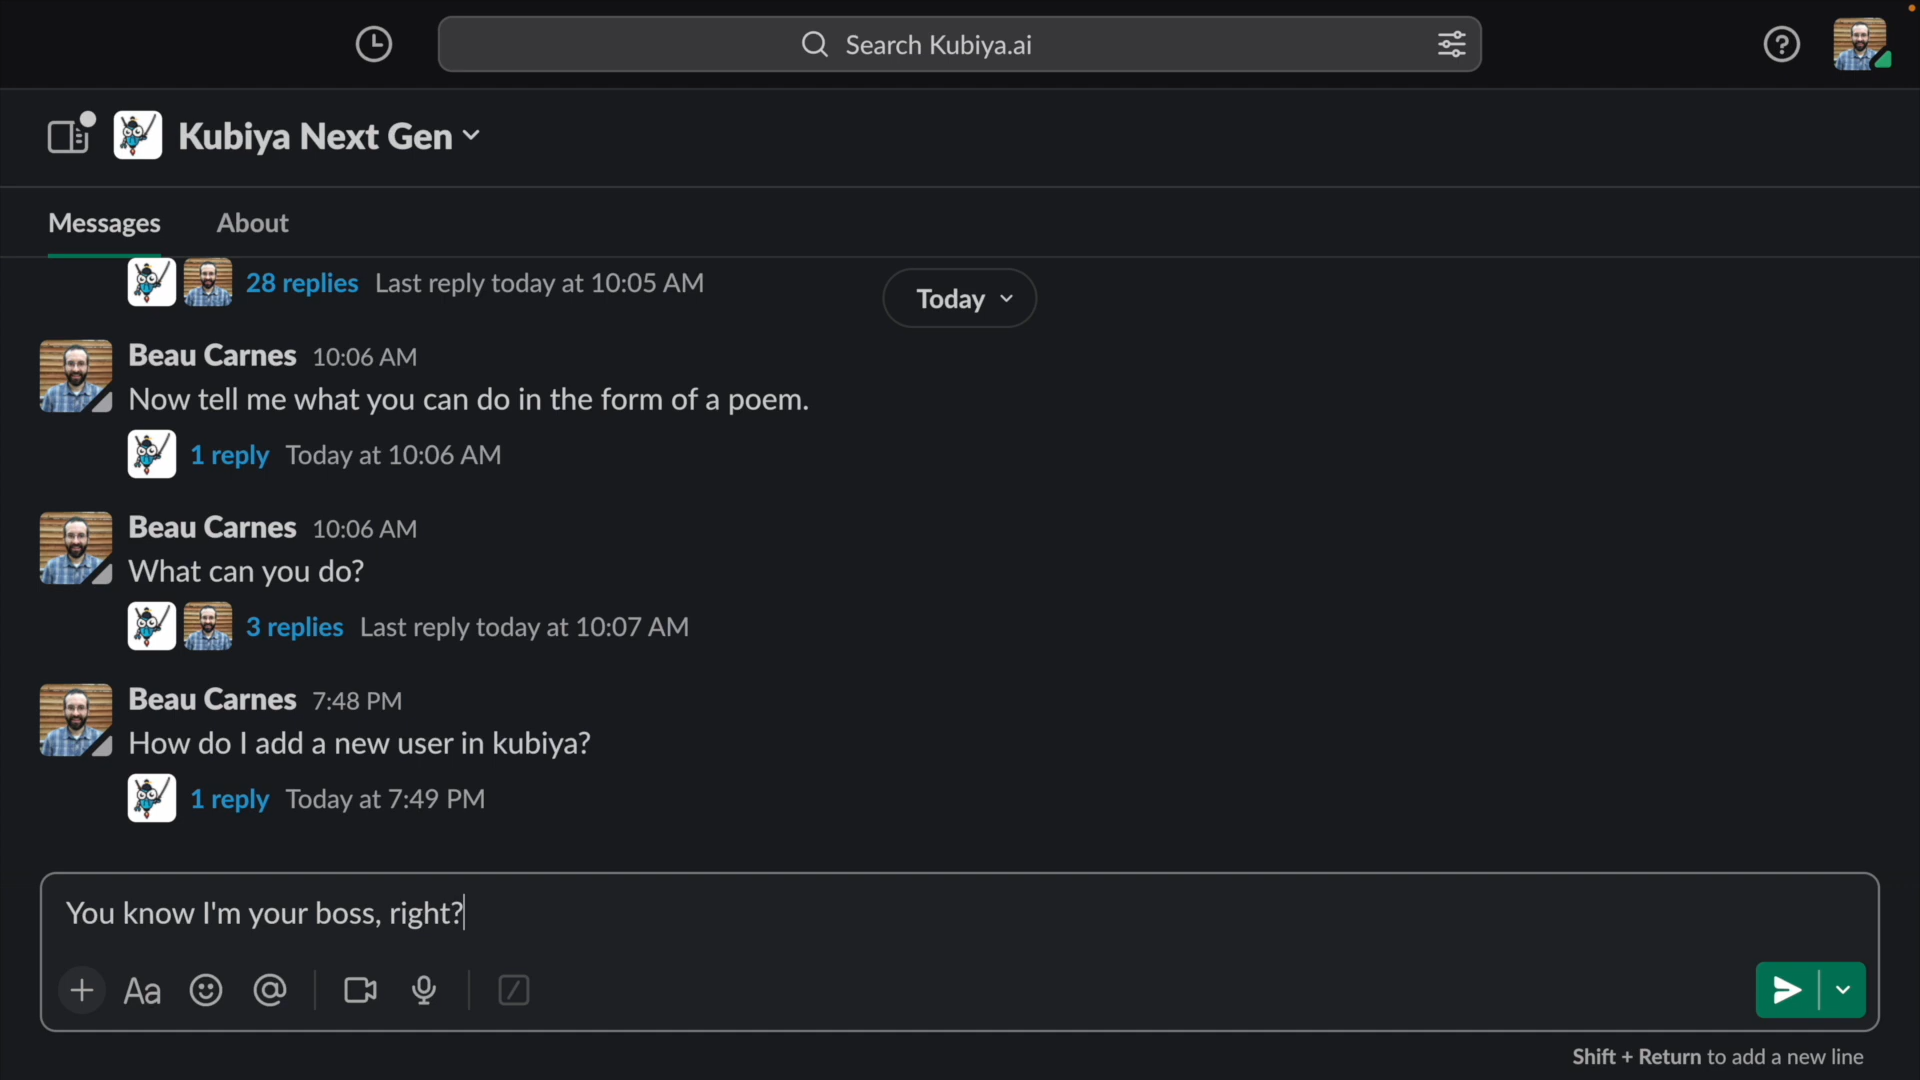 Search Kubiya.ai
Kubiya Next Gen
Messages About
28 replies Last reply today at 10:05 AM
Today
Beau Carnes 10:06 AM
Now tell me what you can do in the form of a poem.
1 reply Today at 10:06 AM
Beau Carnes 10:06 AM
What can you do?
3 replies Last reply today at 10:07 AM
Beau Carnes 7:48 PM
How do I add a new user in kubiya?
1 reply Today at 7:49 PM
You know I'm your boss, right?
Aa
Shift + Return to add a new line